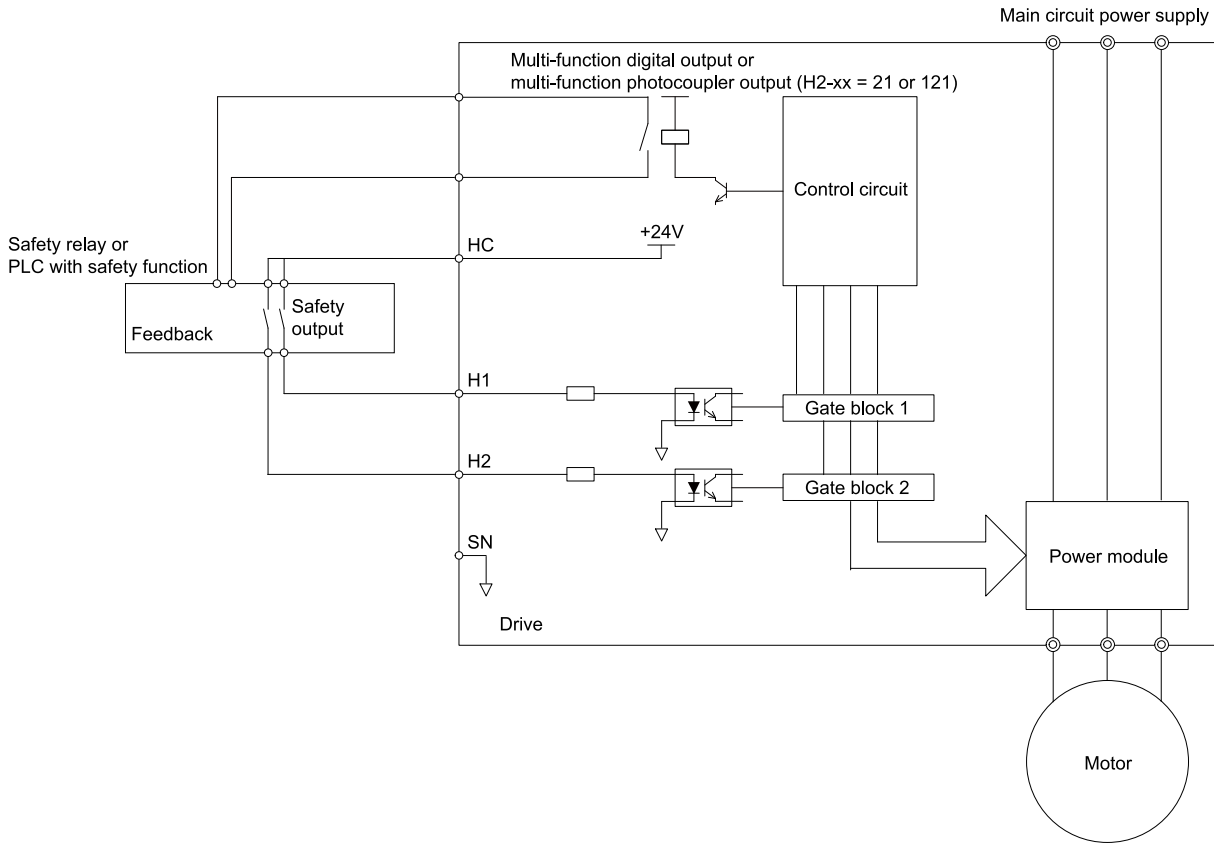 Main circuit power supply
Multi-function digital output or
multi-function photocoupler output (H2-xx = 21 or 121)
Control circuit
+24V
HC
Safety relay or
PLC with safety function
Safety
output
Feedback
H1
Gate block 1
H2
Gate block 2
SN
Power module
Drive
Motor